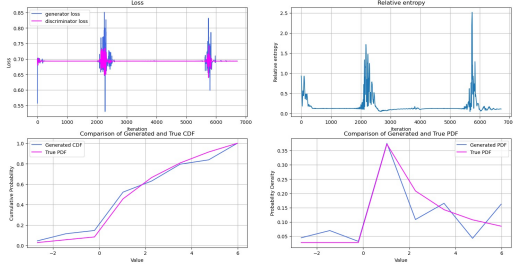 Loss
generator loss
discriminator loss
Loss
0.85
0.80
0.75
0.70
0.65
0.60
0.55
0 1000 2000 3000 4000 5000 6000 7000
Iteration
Relative entropy
Relative entropy
2.5
2.0
1.5
1.0
0.5
0.0
0 1000 2000 3000 4000 5000 6000 7000
Iteration
Comparison of Generated and True CDF
Generated CDF
True PDF
Cumulative Probability
1.0
0.8
0.6
0.4
0.2
0.0
−2 0 2 4 6
Value
Comparison of Generated and True PDF
Generated PDF
True PDF
Probability Density
0.35
0.30
0.25
0.20
0.15
0.10
0.05
−2 0 2 4 6
Value